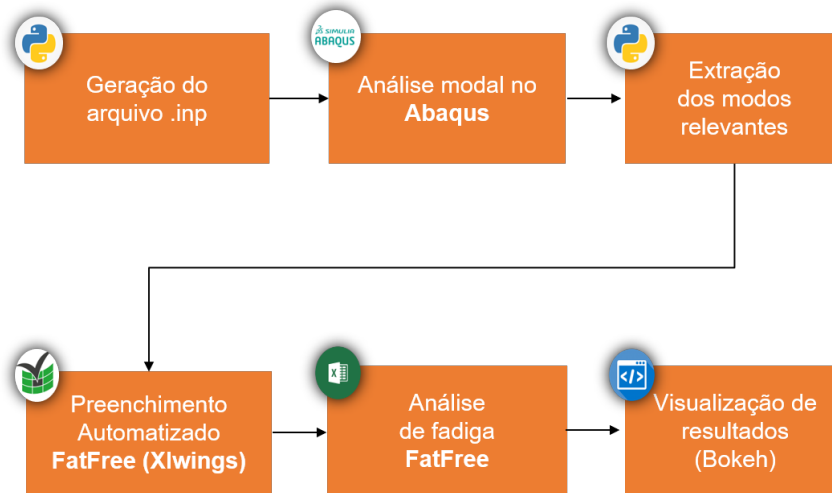 Geração do
arquivo .inp
SIMULIA
ABAQUS
Análise modal no
Abaqus
Extração
dos modos
relevantes
Preenchimento
Automatizado
FatFree (Xlwings)
X
Análise
de fadiga
FatFree
</>
Visualização de
resultados
(Bokeh)